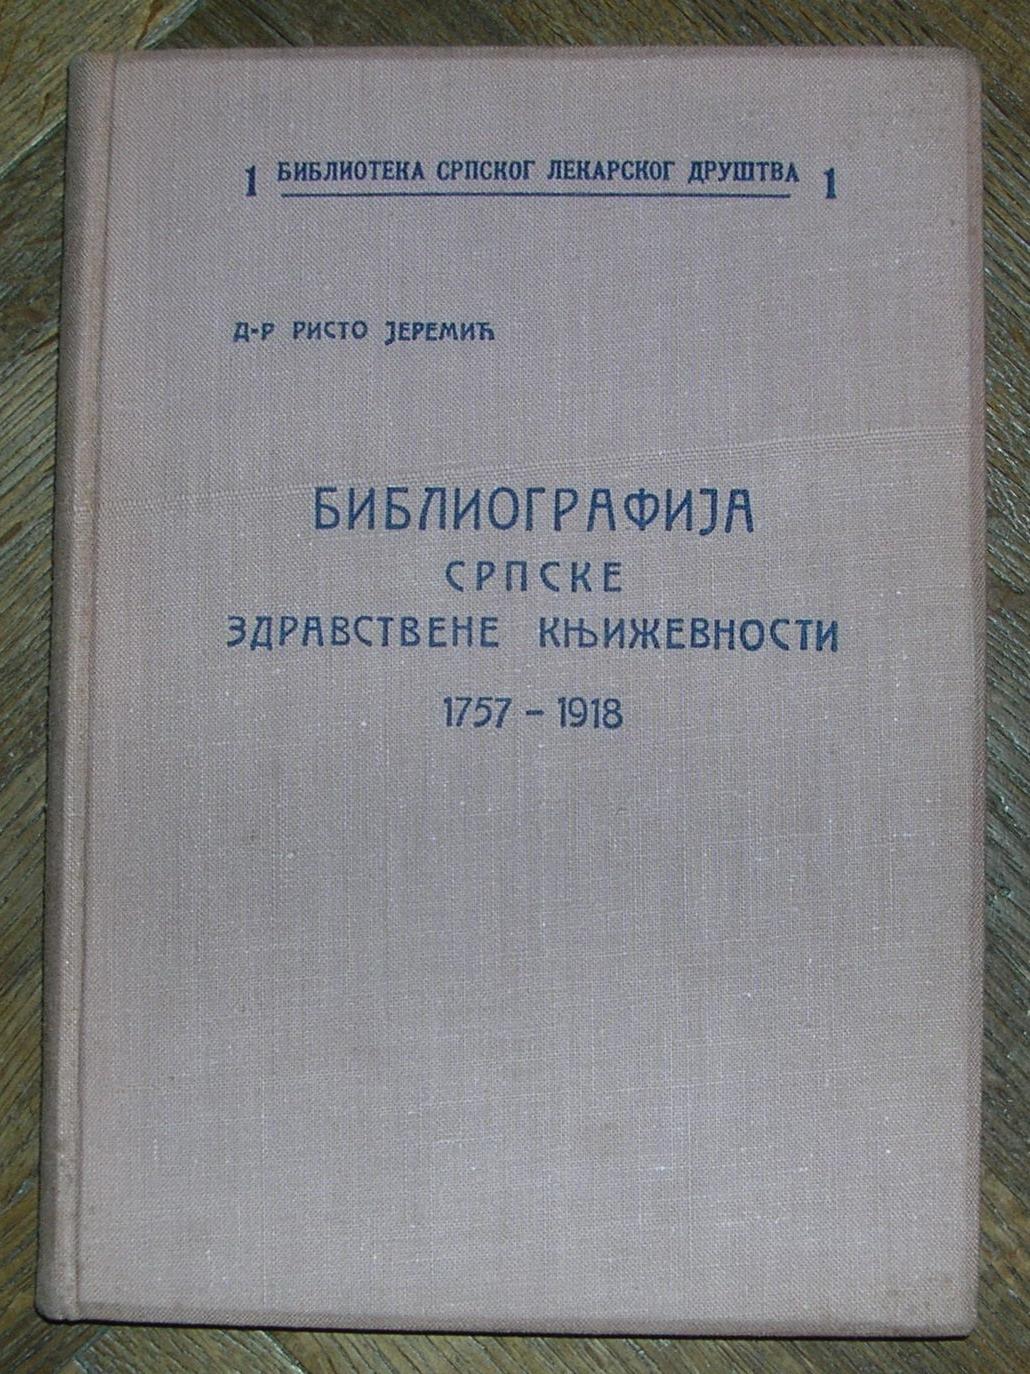 1 БИБЛИОТЕКА СРПСКОГ ЛЕКАРСКОГ ДРУШТВА 1
Д-Р РИСТО ЈЕРЕМИЋ
БИБЛИОГРАФИЈА
СРПСКЕ
ЗДРАВСТВЕНЕ КЊИЖЕВНОСТИ
1757 - 1918